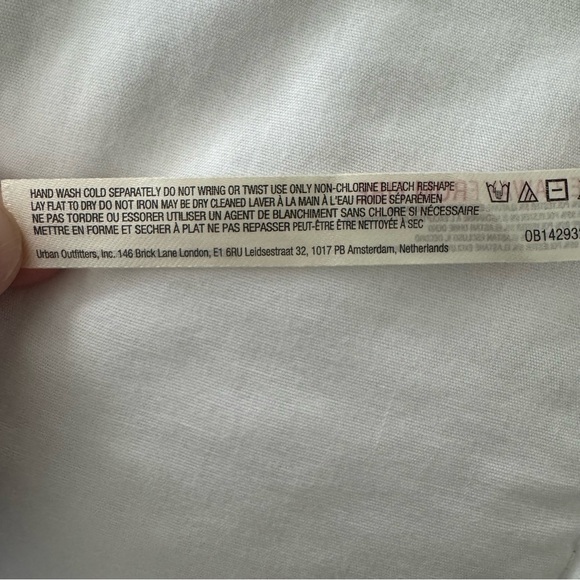 HAND WASH COLD SEPARATELY DO NOT WRING OR TWIST USE ONLY NON-CHLORINE BLEACH RESHAPE
LAY FLAT TO DRY DO NOT IRON MAY BE DRY CLEANED LAVER À LA MAIN À L'EAU FROIDE SÉPARÉMEN
NE PAS TORDRE OU ESSORER UTILISER UN AGENT DE BLANCHIMENT SANS CHLORE SI NÉCESSAIRE
METTRE EN FORME ET SECHER À PLAT NE PAS REPASSER PEUT-ÊTRE ÊTRE NETTOYÉE À SEC
Urban Outfitters, Inc. 146 Brick Lane London, E1 6RU Leidsestraat 32, 1017 PB Amsterdam, Netherlands